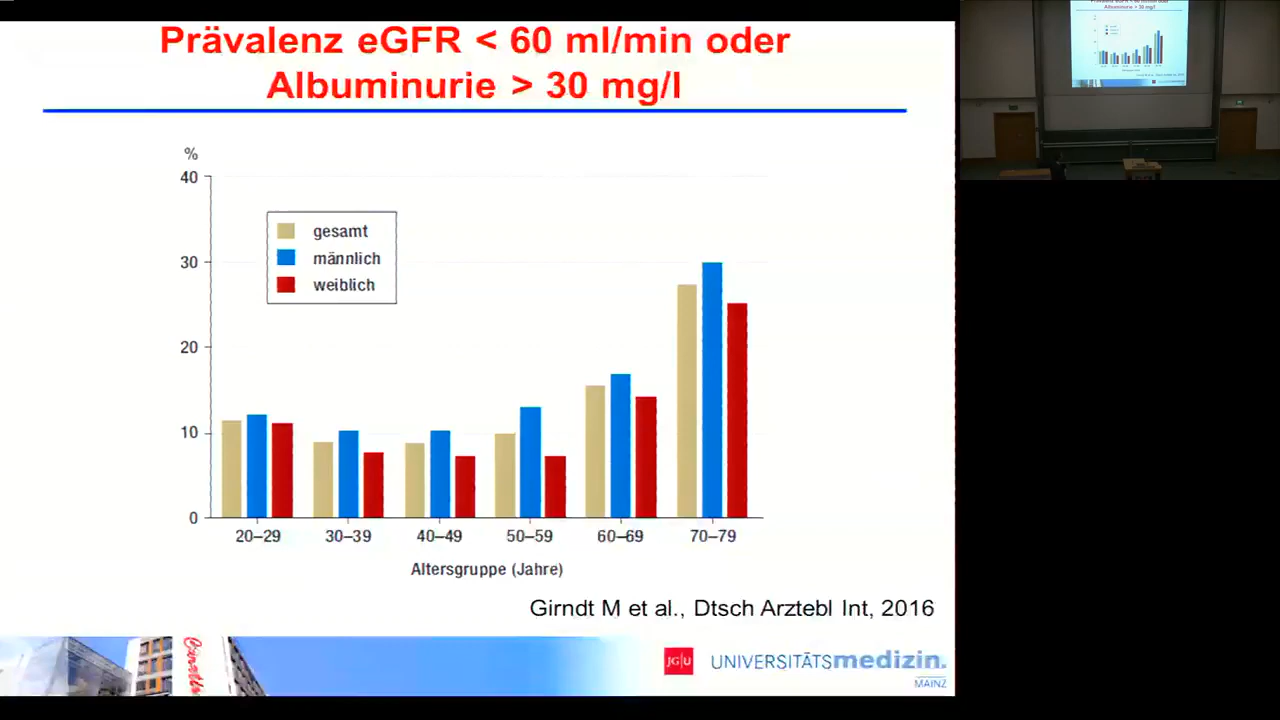 Prävalenz eGFR < 60 ml/min oder
Albuminurie > 30 mg/l
%
40
gesamt
männlich
weiblich
30
20
10
0
20–29 30–39 40–49 50–59 60–69 70–79
Altersgruppe (Jahre)
Girndt M et al., Dtsch Arztebl Int, 2016
JG|U UNIVERSITÄTSmedizin.
MAINZ